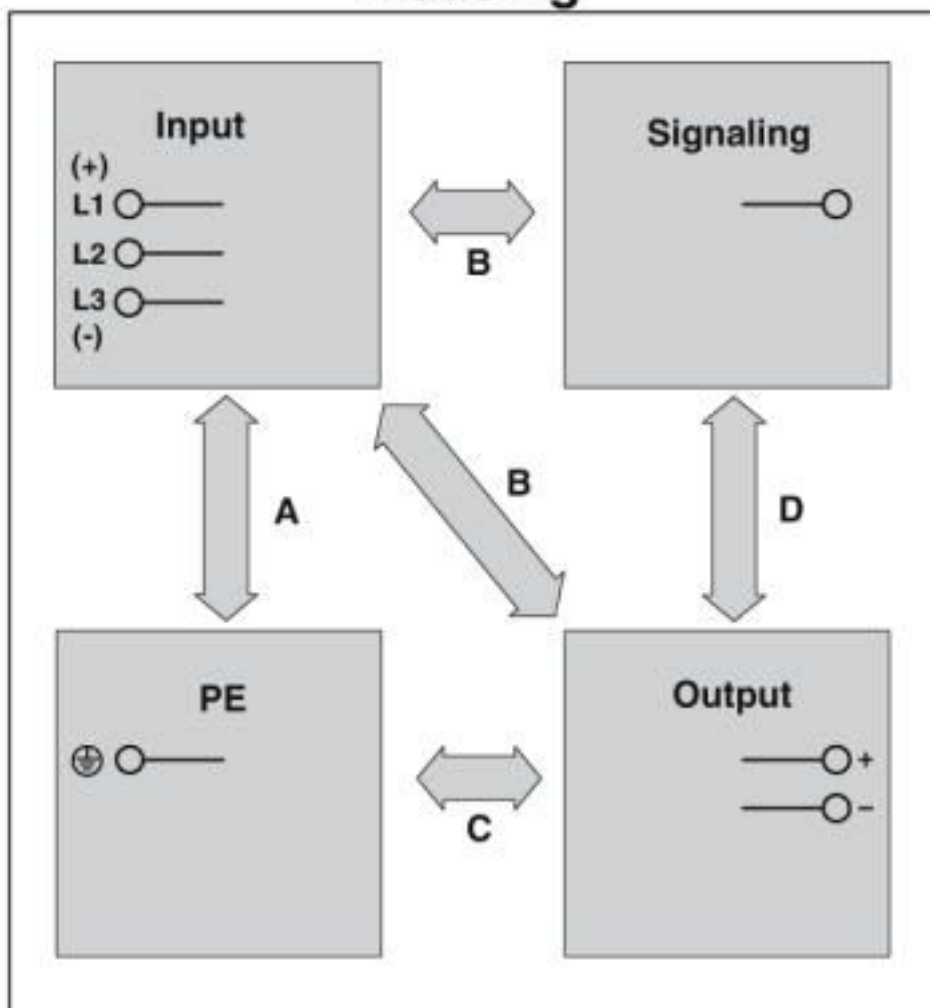 Input
(+)
L1
L2
L3
(-)
Signaling
B
A
B
D
PE
Output
+
−
C